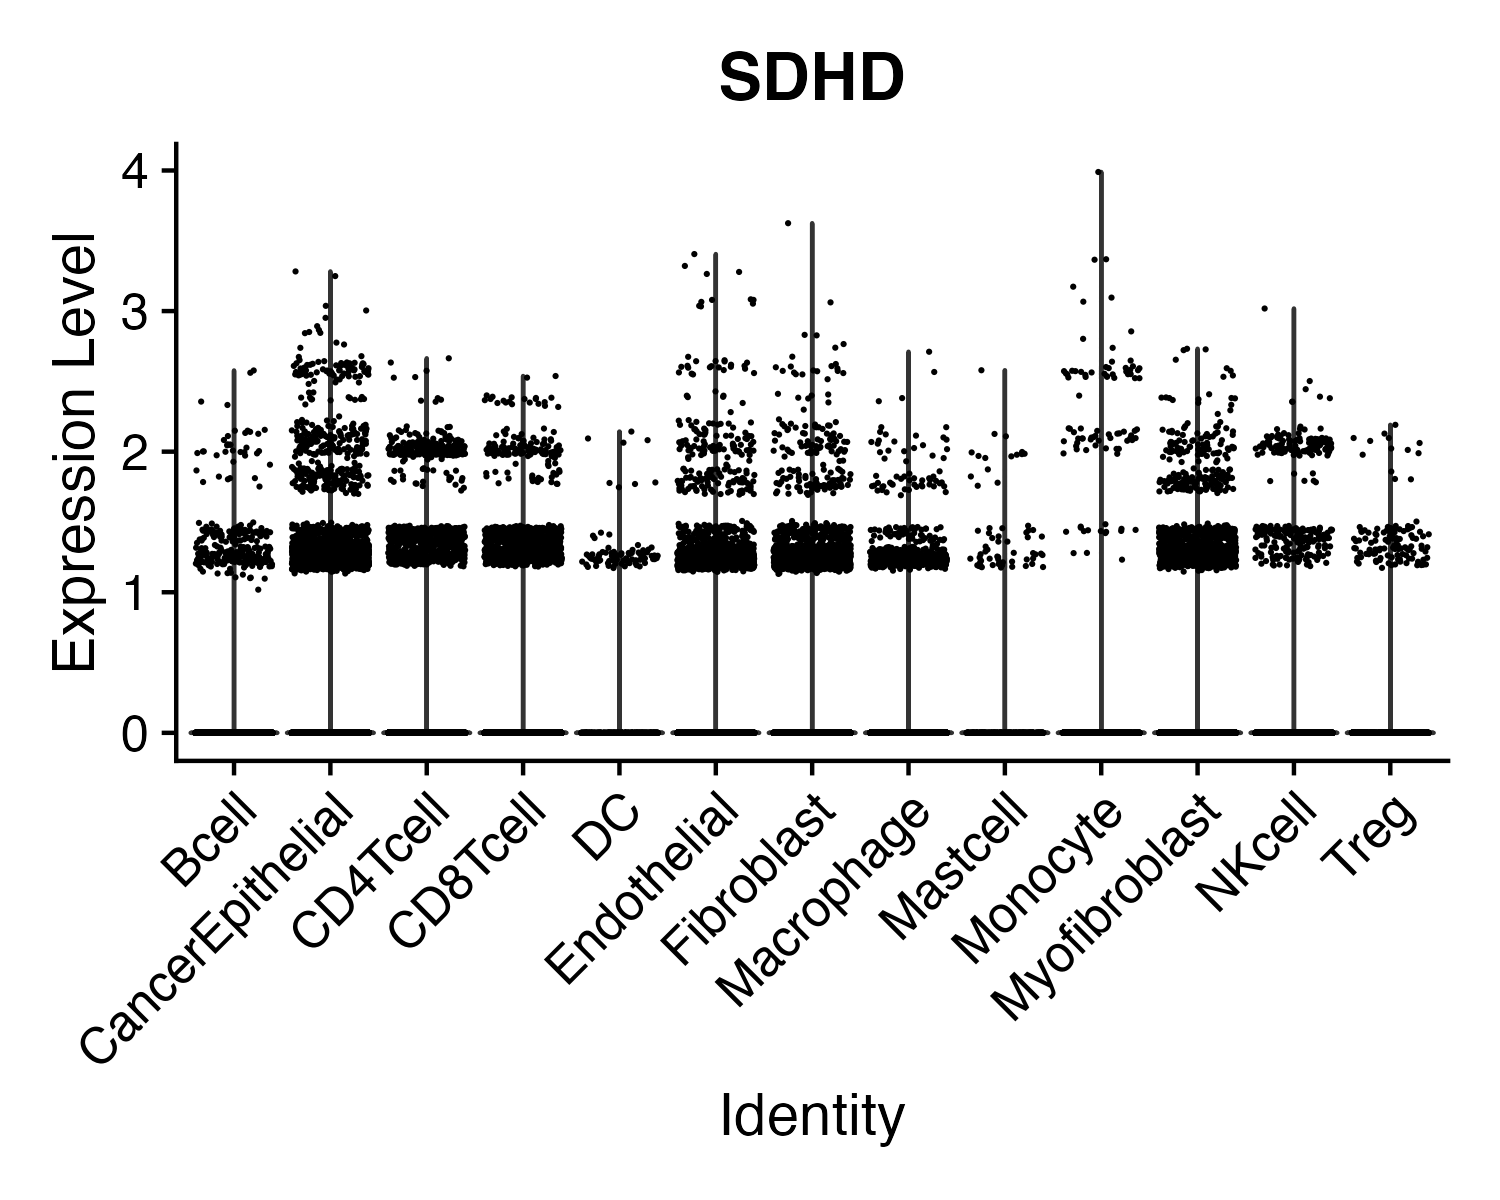 SDHD
Expression Level
4
3
2
1
0
Bcell
CancerEpithelial
CD4Tcell
CD8Tcell
DC
Endothelial
Fibroblast
Macrophage
Mastcell
Monocyte
Myofibroblast
NKcell
Treg
Identity